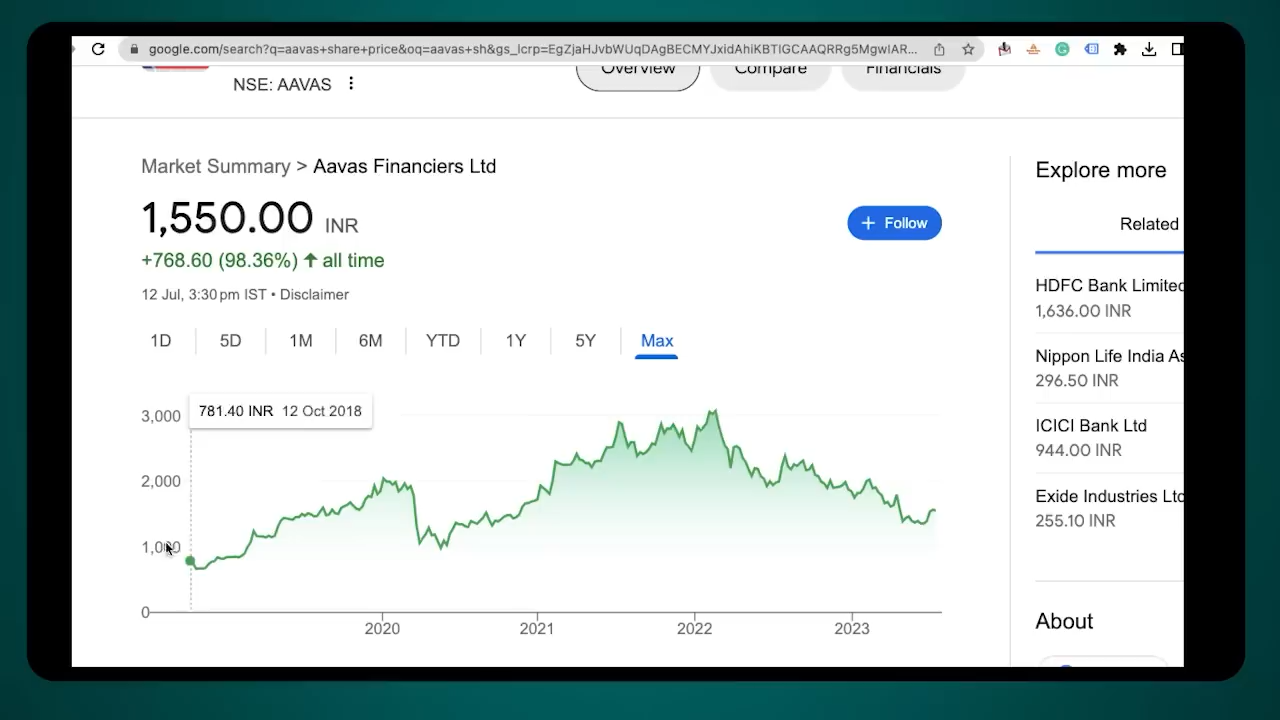 google.com/search?q=aavas+share+price&oq=aavas+sh&gs_lcrp=EgZjaHJvbWUqDAgBECMYJxidAhiKBTIGCAAQRRg5MgwIAR...
NSE: AAVAS
Overview
Compare
Financials
Market Summary > Aavas Financiers Ltd
1,550.00 INR
+ Follow
+768.60 (98.36%) ↑ all time
12 Jul, 3:30 pm IST • Disclaimer
1D 5D 1M 6M YTD 1Y 5Y Max
781.40 INR 12 Oct 2018
3,000
2,000
1,000
0
2020 2021 2022 2023
Explore more
Related
HDFC Bank Limited
1,636.00 INR
Nippon Life India As
296.50 INR
ICICI Bank Ltd
944.00 INR
Exide Industries Ltd
255.10 INR
About